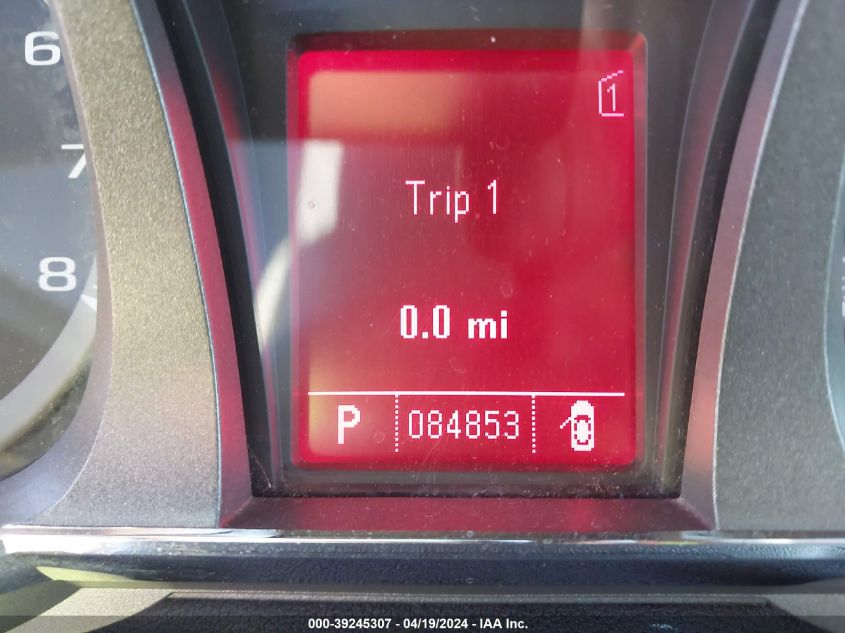 6
7
8
1
Trip 1
0.0 mi
P 084853
000-39245307 - 04/19/2024 - IAA Inc.